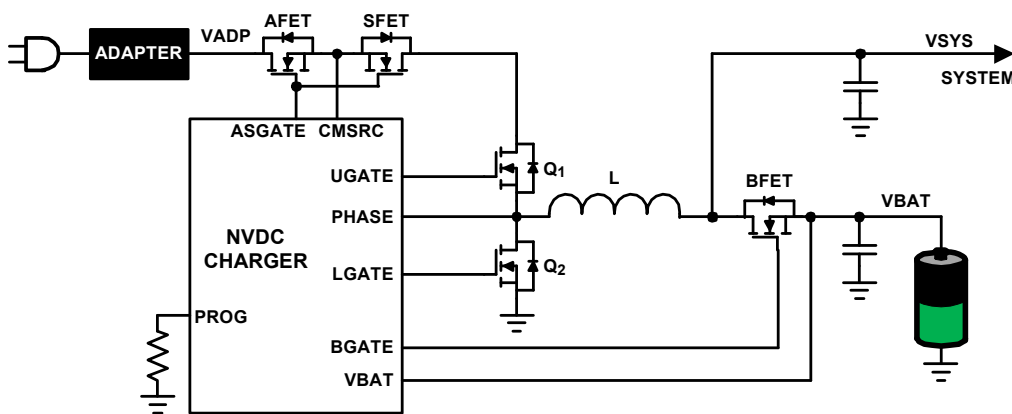 AFET
SFET
VADP
ADAPTER
VSYS
SYSTEM
ASGATE
CMSRC
UGATE
Q1
L
BFET
PHASE
VBAT
NVDC
CHARGER
LGATE
Q2
PROG
BGATE
VBAT